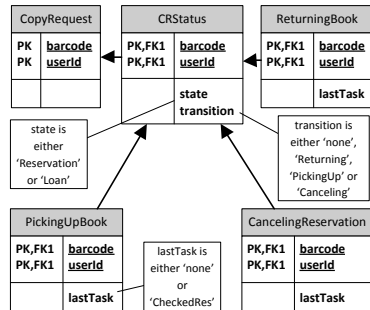 CopyRequest
PK barcode
PK userId
CRStatus
PK,FK1 barcode
PK,FK1 userId
state
transition
ReturningBook
PK,FK1 barcode
PK,FK1 userId
lastTask
state is
either
'Reservation'
or 'Loan'
transition is
either 'none',
'Returning',
'PickingUp' or
'Canceling'
PickingUpBook
PK,FK1 barcode
PK,FK1 userId
lastTask
lastTask is
either 'none'
or
'CheckedRes'
CancelingReservation
PK,FK1 barcode
PK,FK1 userId
lastTask